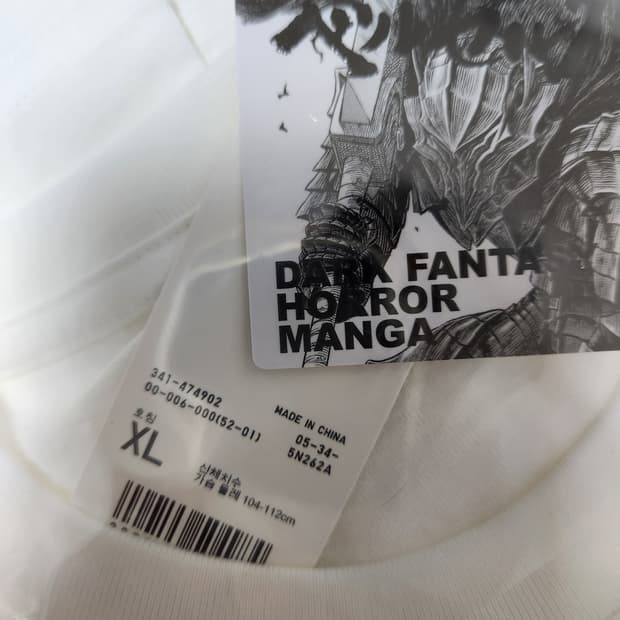 DARK FANTA
HORROR
MANGA
341-474902
00-006-000(52-01)
MADE IN CHINA
05-34-
5N262A
호칭
XL
신체치수
가슴 둘레 104-112cm